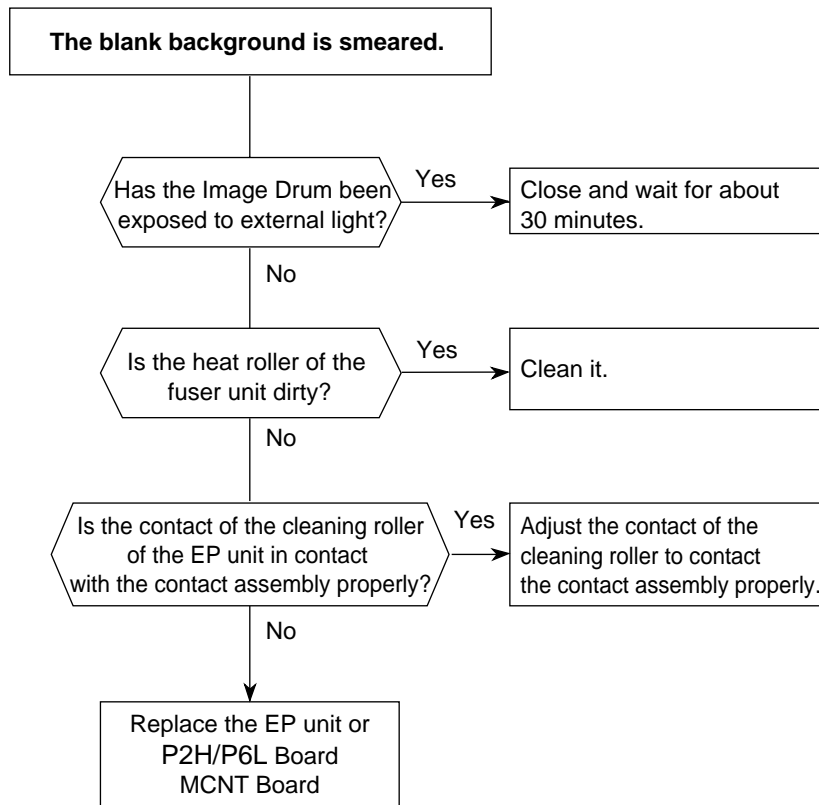 The blank background is smeared.
Has the Image Drum been
exposed to external light?
Yes
Close and wait for about
30 minutes.
No
Is the heat roller of the
fuser unit dirty?
Yes
Clean it.
No
Is the contact of the cleaning roller
of the EP unit in contact
with the contact assembly properly?
Yes
Adjust the contact of the
cleaning roller to contact
the contact assembly properly.
No
Replace the EP unit or
P2H/P6L Board
MCNT Board